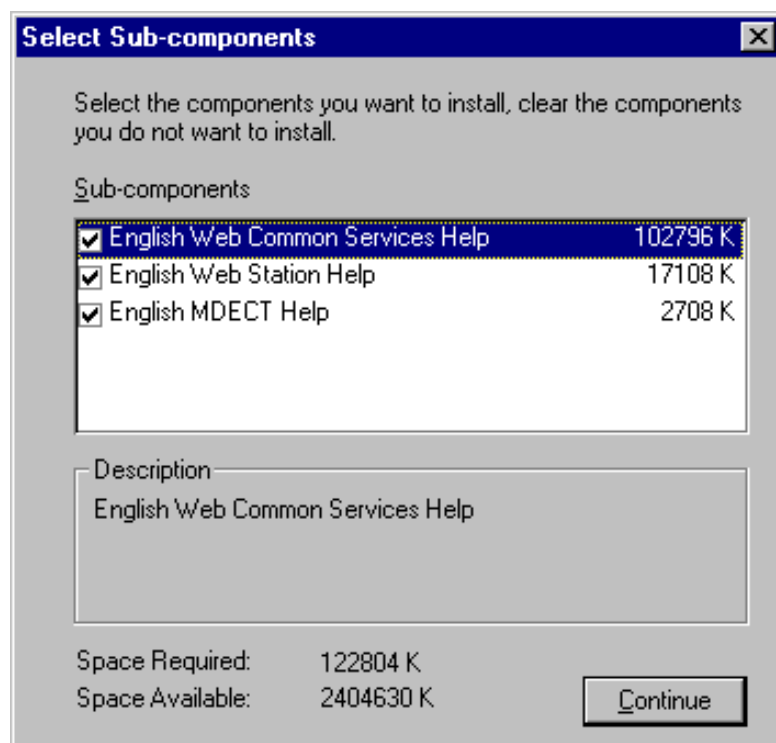 Select Sub-components
Select the components you want to install, clear the components
you do not want to install.
Sub-components
English Web Common Services Help 102796 K
English Web Station Help 17108 K
English MDECT Help 2708 K
Description
English Web Common Services Help
Space Required: 122804 K
Space Available: 2404630 K
Continue